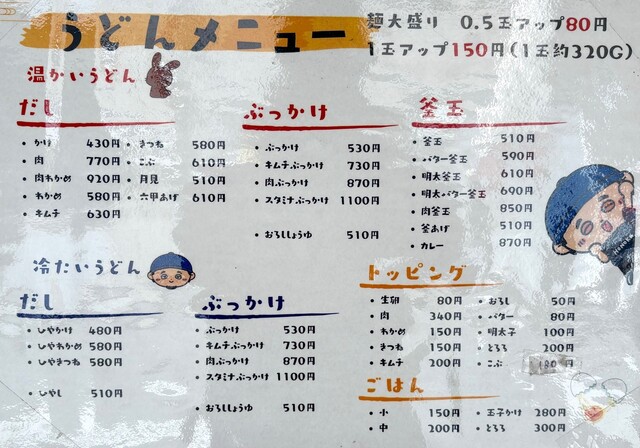 うどんメニュー
麺大盛り 0.5玉アップ80円
1玉アップ150円(1玉約320G)
温かいうどん
だし
・かけ 430円
・肉 770円
・肉わかめ 920円
・わかめ 580円
・キムチ 630円
・きつね 580円
・こぶ 610円
・月見 510円
・六甲あげ 610円
ぶっかけ
・ぶっかけ 530円
・キムチぶっかけ 730円
・肉ぶっかけ 870円
・スタミナぶっかけ 1100円
・おろししょうゆ 510円
釜玉
・釜玉 510円
・バター釜玉 590円
・明太釜玉 610円
・明太バター釜玉 690円
・肉釜玉 850円
・釜あげ 510円
・カレー 870円
冷たいうどん
だし
・ひやかけ 480円
・ひやわかめ 580円
・ひやきつね 580円
・ひやし 510円
ぶっかけ
・ぶっかけ 530円
・キムチぶっかけ 730円
・肉ぶっかけ 870円
・スタミナぶっかけ 1100円
・おろししょうゆ 510円
トッピング
・生卵 80円
・肉 340円
・わかめ 150円
・きつね 150円
・キムチ 200円
・おろし 50円
・バター 80円
・明太子 100円
・とろろ 200円
・こぶ 180円
ごはん
・小 150円
・中 200円
・玉子かけ 280円
・とろろ 300円